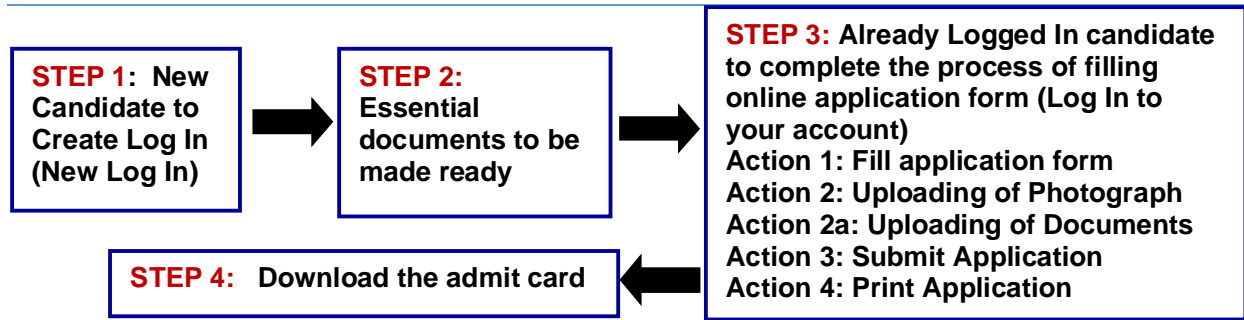 STEP 1: New
Candidate to
Create Log In
(New Log In)
STEP 2:
Essential
documents to be
made ready
STEP 3: Already Logged In candidate
to complete the process of filling
online application form (Log In to
your account)
Action 1: Fill application form
Action 2: Uploading of Photograph
Action 2a: Uploading of Documents
Action 3: Submit Application
Action 4: Print Application
STEP 4: Download the admit card